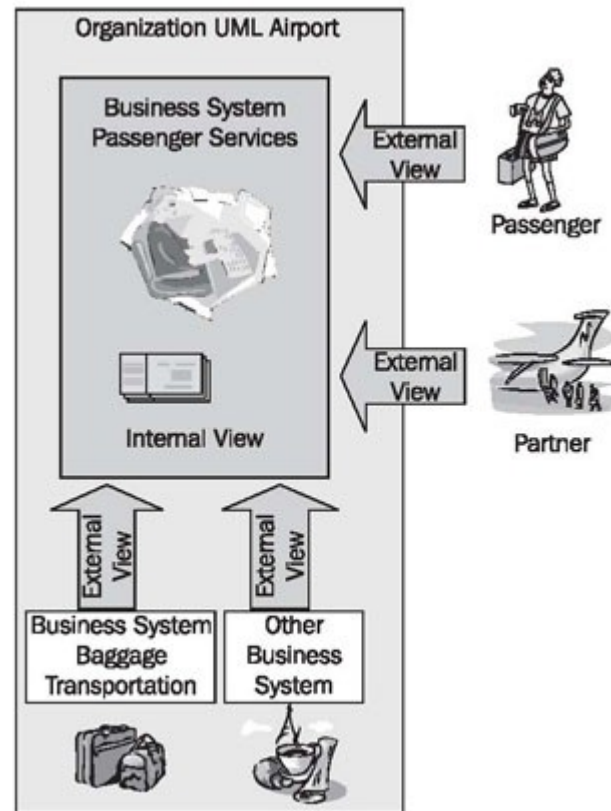 Organization UML Airport
Business System
Passenger Services
External
View
Passenger
External
View
Internal View
Partner
External
View
External
View
Business System
Baggage
Transportation
Other
Business
System